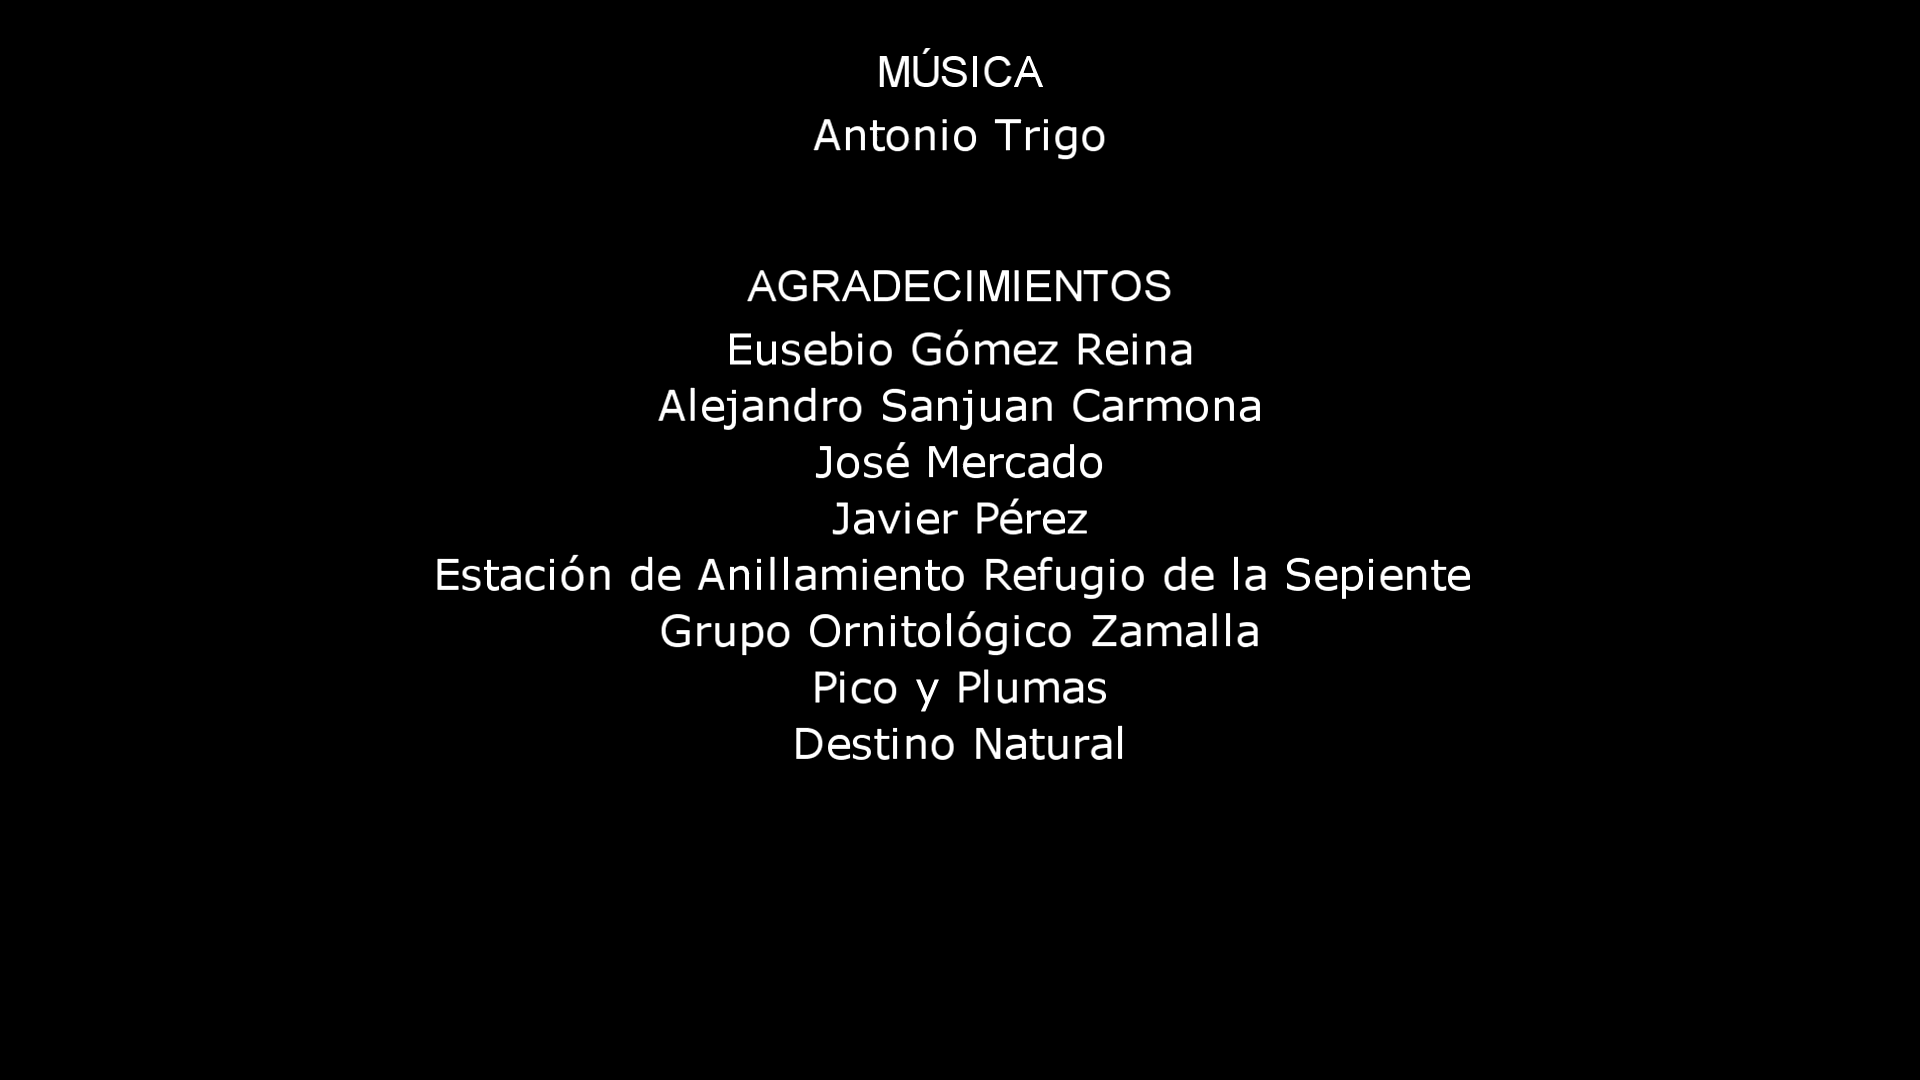 MÚSICA
Antonio Trigo
AGRADECIMIENTOS
Eusebio Gómez Reina
Alejandro Sanjuan Carmona
José Mercado
Javier Pérez
Estación de Anillamiento Refugio de la Sepiente
Grupo Ornitológico Zamalla
Pico y Plumas
Destino Natural